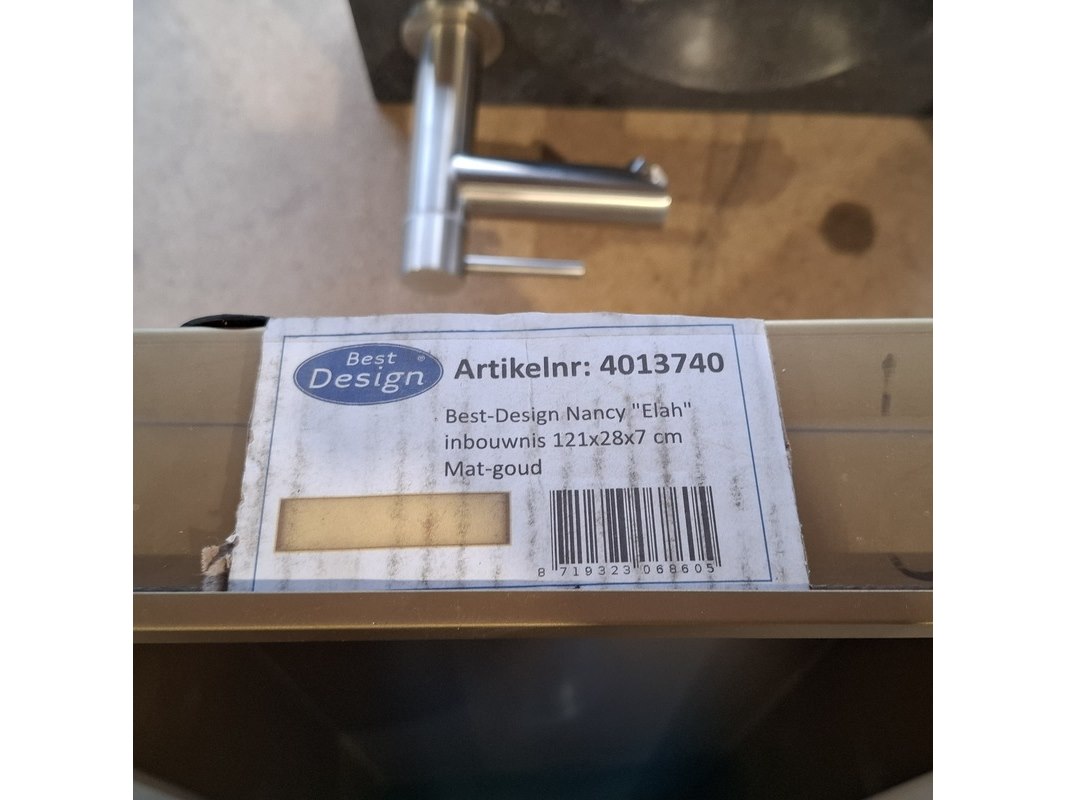 Best ®
Design
Artikelnr: 4013740
Best-Design Nancy "Elah"
inbouwnis 121x28x7 cm
Mat-goud
8 719323 068605